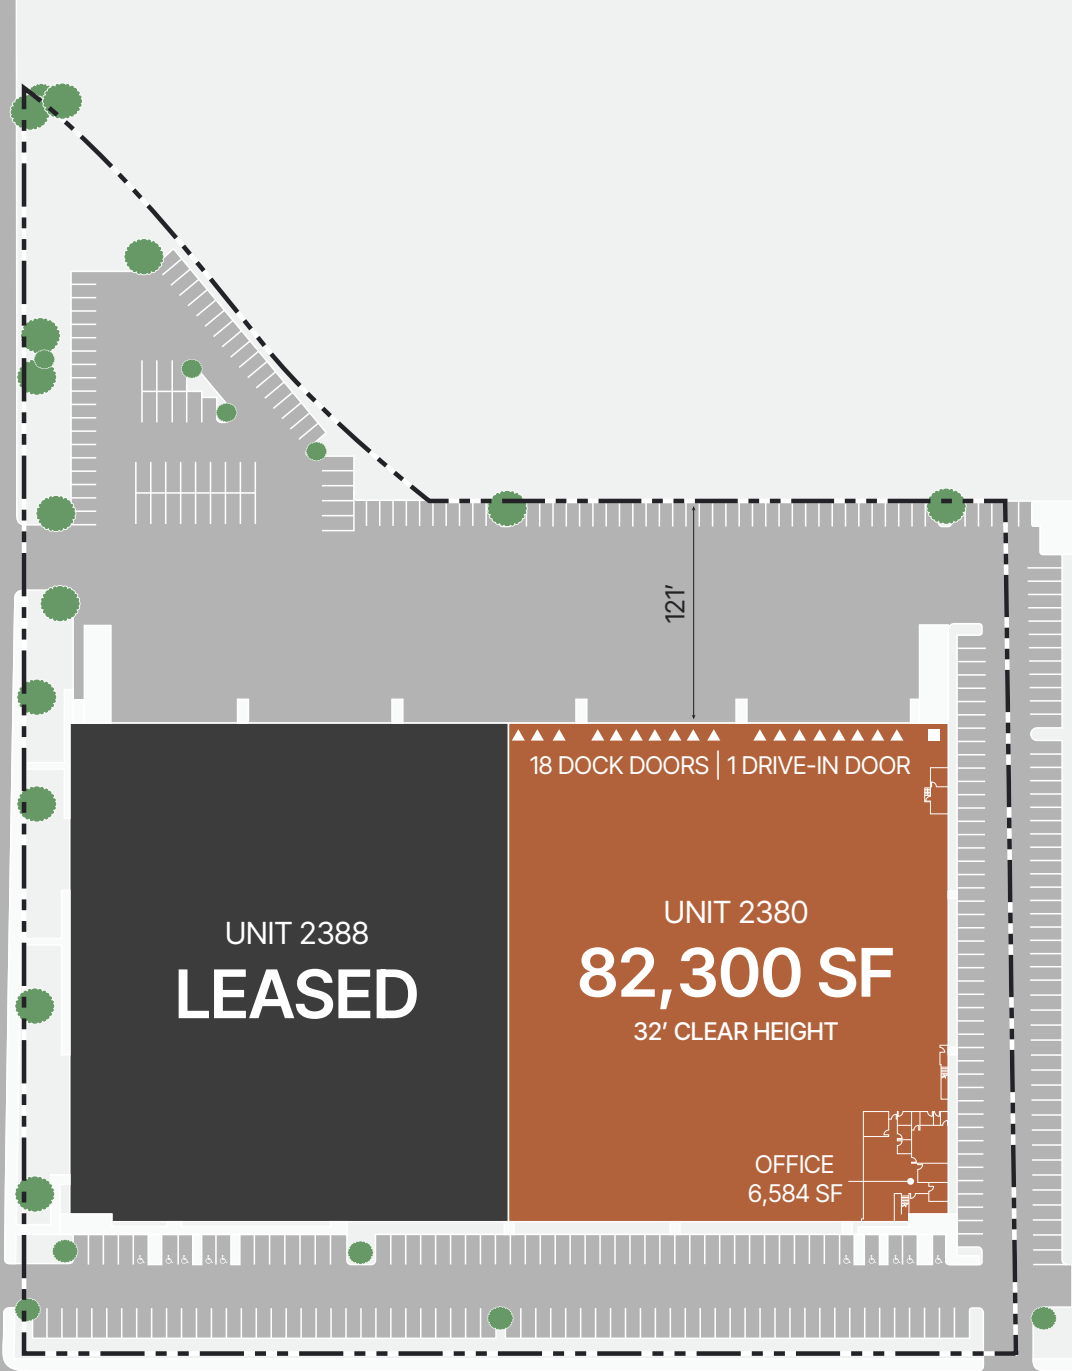 121’
18 DOCK DOORS | 1 DRIVE-IN DOOR
UNIT 2388
LEASED
UNIT 2380
82,300 SF
32’ CLEAR HEIGHT
OFFICE
6,584 SF